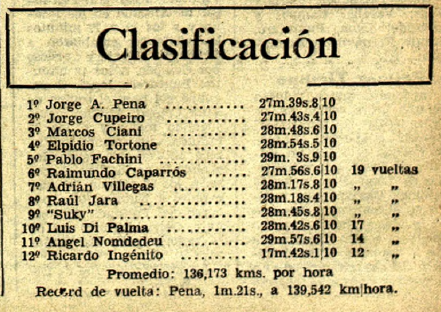 Clasificación
1º Jorge A. Pena ............ 27m.39s.8|10
2º Jorge Cupeiro ............ 27m.43s.4|10
3º Marcos Ciani ............ 28m.48s.6|10
4º Elpidio Tortone ......... 28m.54s.5|10
5º Pablo Fachini ............ 29m. 3s.9|10
6º Raimundo Caparrós ...... 27m.56s.6|10 19 vueltas
7º Adrián Villegas ......... 28m.17s.8|10 „ „
8º Raúl Jara ............... 28m.18s.4|10 „ „
9º "Suky" .................. 28m.45s.8|10 „ „
10º Luis Di Palma ........... 28m.42s.6|10 17 „
11º Angel Nomdedeu ......... 29m.57s.6|10 14 „
12º Ricardo Ingénito ......... 17m.42s.1|10 12 „
Promedio: 136,173 kms. por hora
Record de vuelta: Pena, 1m.21s., a 139,542 km|hora.